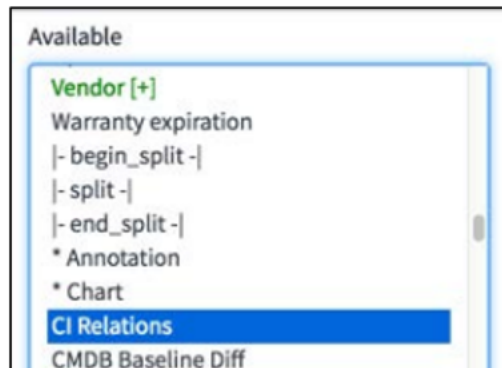 Available
Vendor [+]
Warranty expiration
|- begin_split -|
|- split -|
|- end_split -|
* Annotation
* Chart
CI Relations
CMDB Baseline Diff